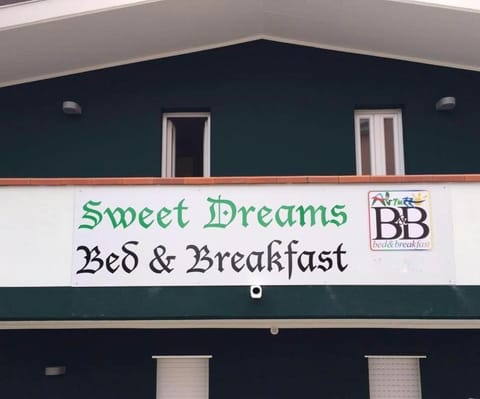 Sweet Dreams
Bed & Breakfast
B&B
bed&breakfast